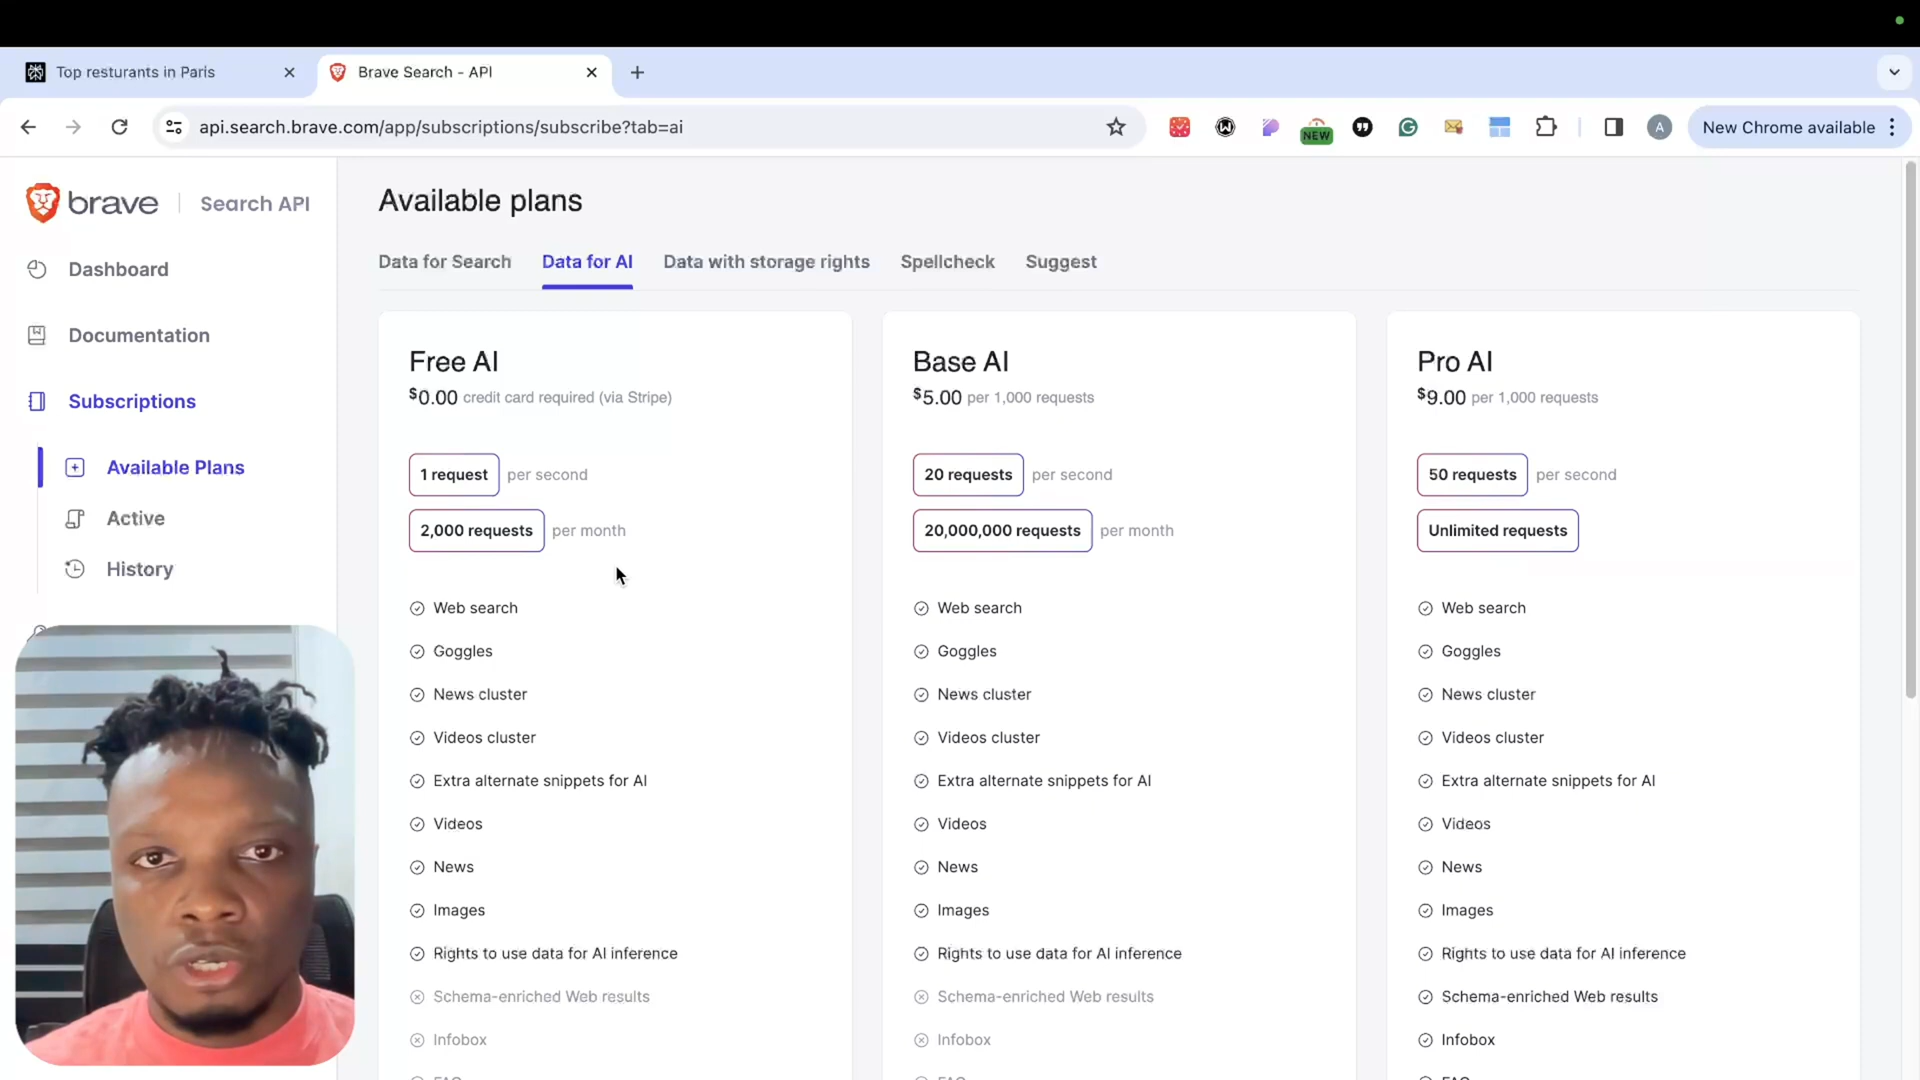 Top resturants in Paris
Brave Search - API
api.search.brave.com/app/subscriptions/subscribe?tab=ai
NEW
A
New Chrome available
brave
Search API
Dashboard
Documentation
Subscriptions
Available Plans
Active
History
Available plans
Data for Search
Data for AI
Data with storage rights
Spellcheck
Suggest
Free AI
$0.00 credit card required (via Stripe)
1 request per second
2,000 requests per month
Web search
Goggles
News cluster
Videos cluster
Extra alternate snippets for AI
Videos
News
Images
Rights to use data for AI inference
Schema-enriched Web results
Infobox
Base AI
$5.00 per 1,000 requests
20 requests per second
20,000,000 requests per month
Web search
Goggles
News cluster
Videos cluster
Extra alternate snippets for AI
Videos
News
Images
Rights to use data for AI inference
Schema-enriched Web results
Infobox
Pro AI
$9.00 per 1,000 requests
50 requests per second
Unlimited requests
Web search
Goggles
News cluster
Videos cluster
Extra alternate snippets for AI
Videos
News
Images
Rights to use data for AI inference
Schema-enriched Web results
Infobox